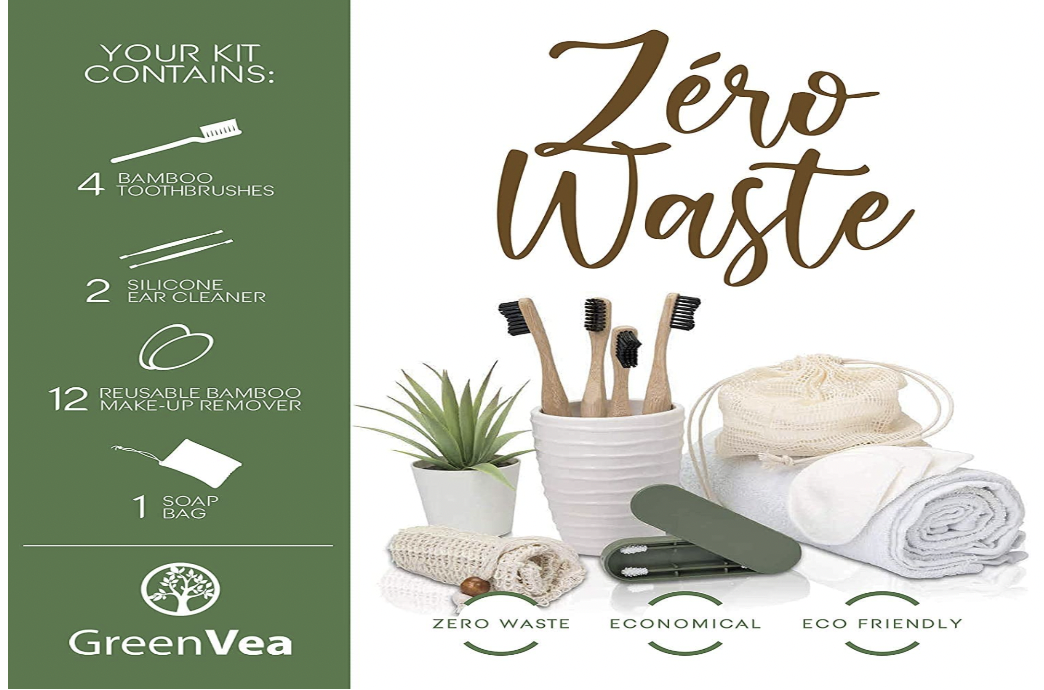 YOUR KIT
CONTAINS:
4 BAMBOO
TOOTHBRUSHES
2 SILICONE
EAR CLEANER
12 REUSABLE BAMBOO
MAKE-UP REMOVER
1 SOAP
BAG
GreenVea
Zéro
Waste
ZERO WASTE
ECONOMICAL
ECO FRIENDLY